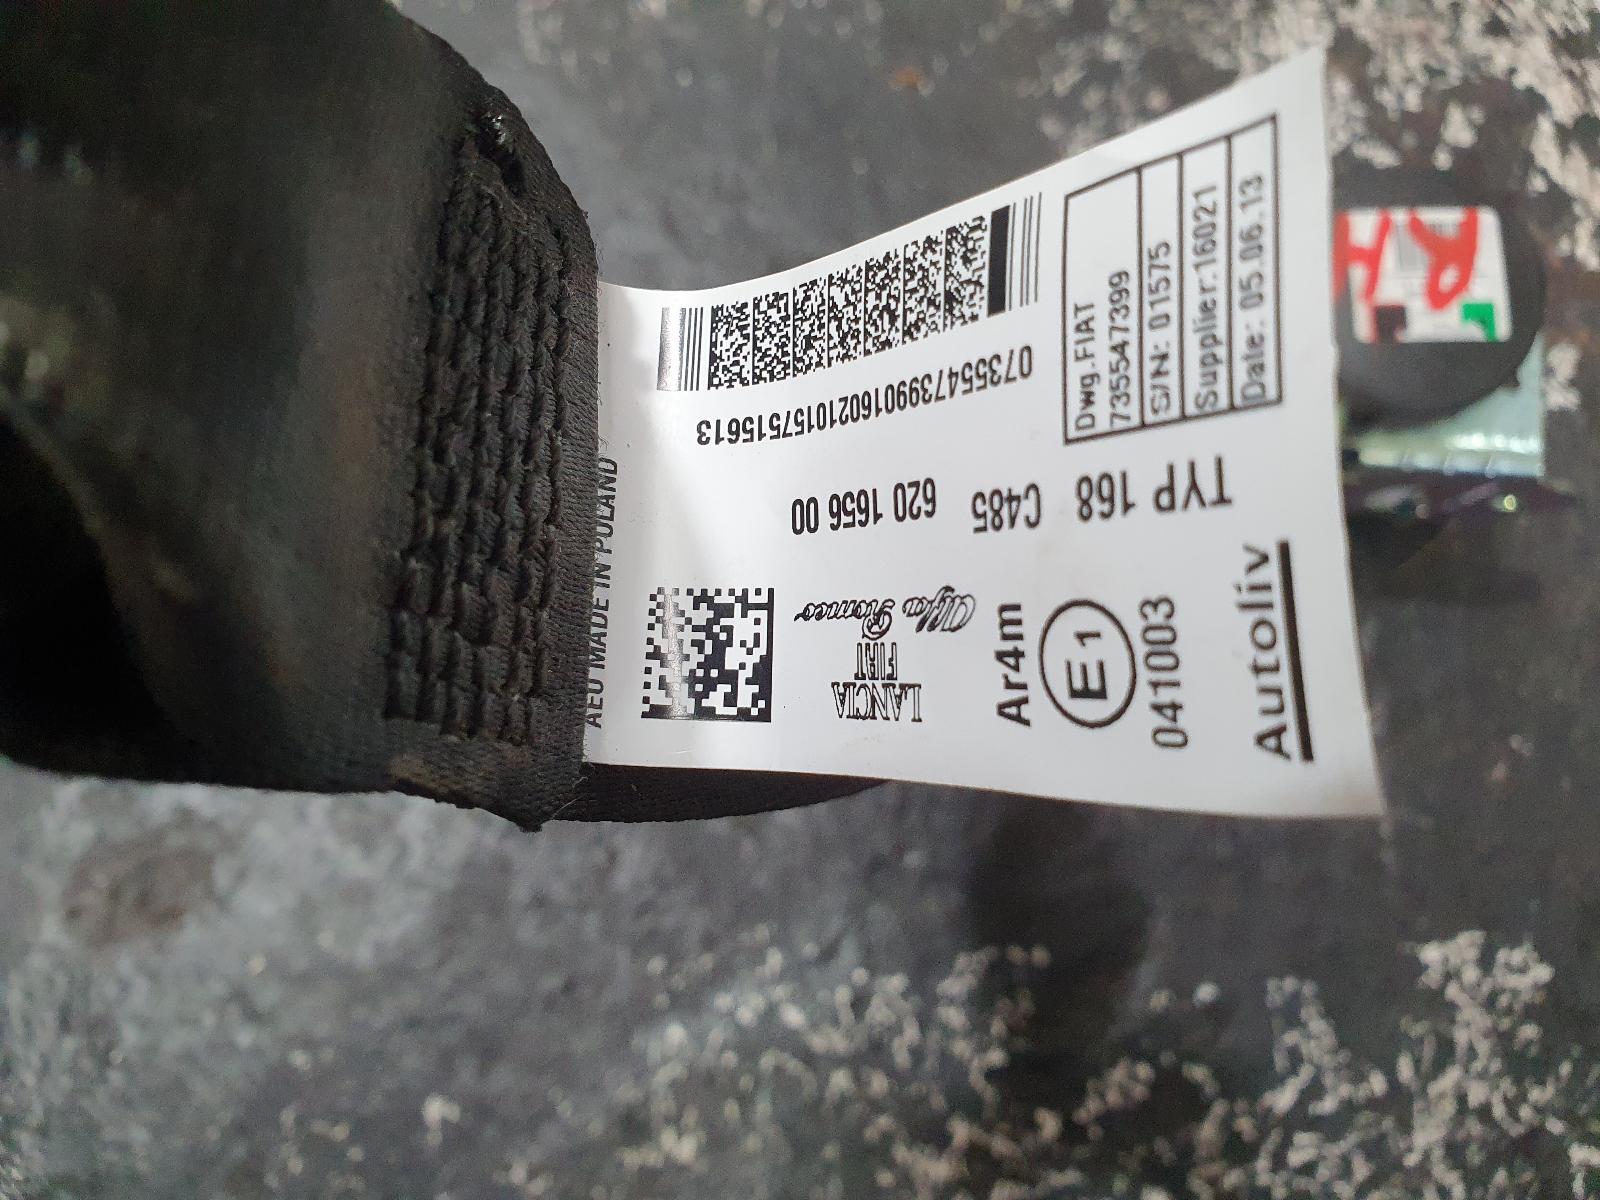 Autoliv
TYP 168 C485 620 1656 00
041003
E1
Ar4m
Alfa Romeo
FIAT
LANCIA
Dwg.FIAT
735547399
S/N: 01575
Supplier:16021
Date: 05.06.13
07355473990160210157515613
AEU MADE IN POLAND
RH